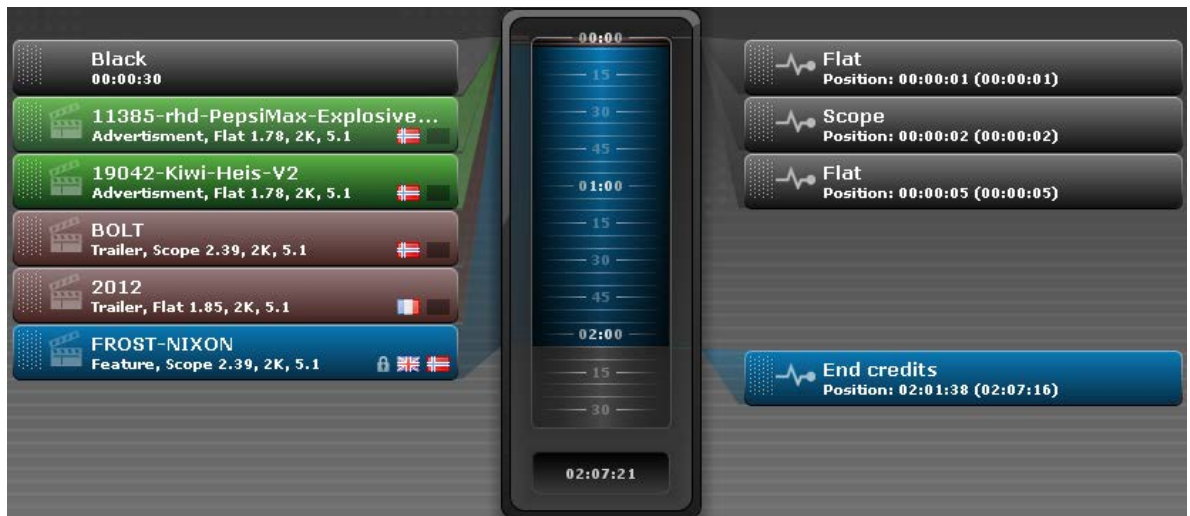 Black
00:00:30
11385-rhd-PepsiMax-Explosive...
Advertisment, Flat 1.78, 2K, 5.1
19042-Kiwi-Heis-V2
Advertisment, Flat 1.78, 2K, 5.1
BOLT
Trailer, Scope 2.39, 2K, 5.1
2012
Trailer, Flat 1.85, 2K, 5.1
FROST-NIXON
Feature, Scope 2.39, 2K, 5.1
00:00
15
30
45
01:00
15
30
45
02:00
15
30
02:07:21
Flat
Position: 00:00:01 (00:00:01)
Scope
Position: 00:00:02 (00:00:02)
Flat
Position: 00:00:05 (00:00:05)
End credits
Position: 02:01:38 (02:07:16)